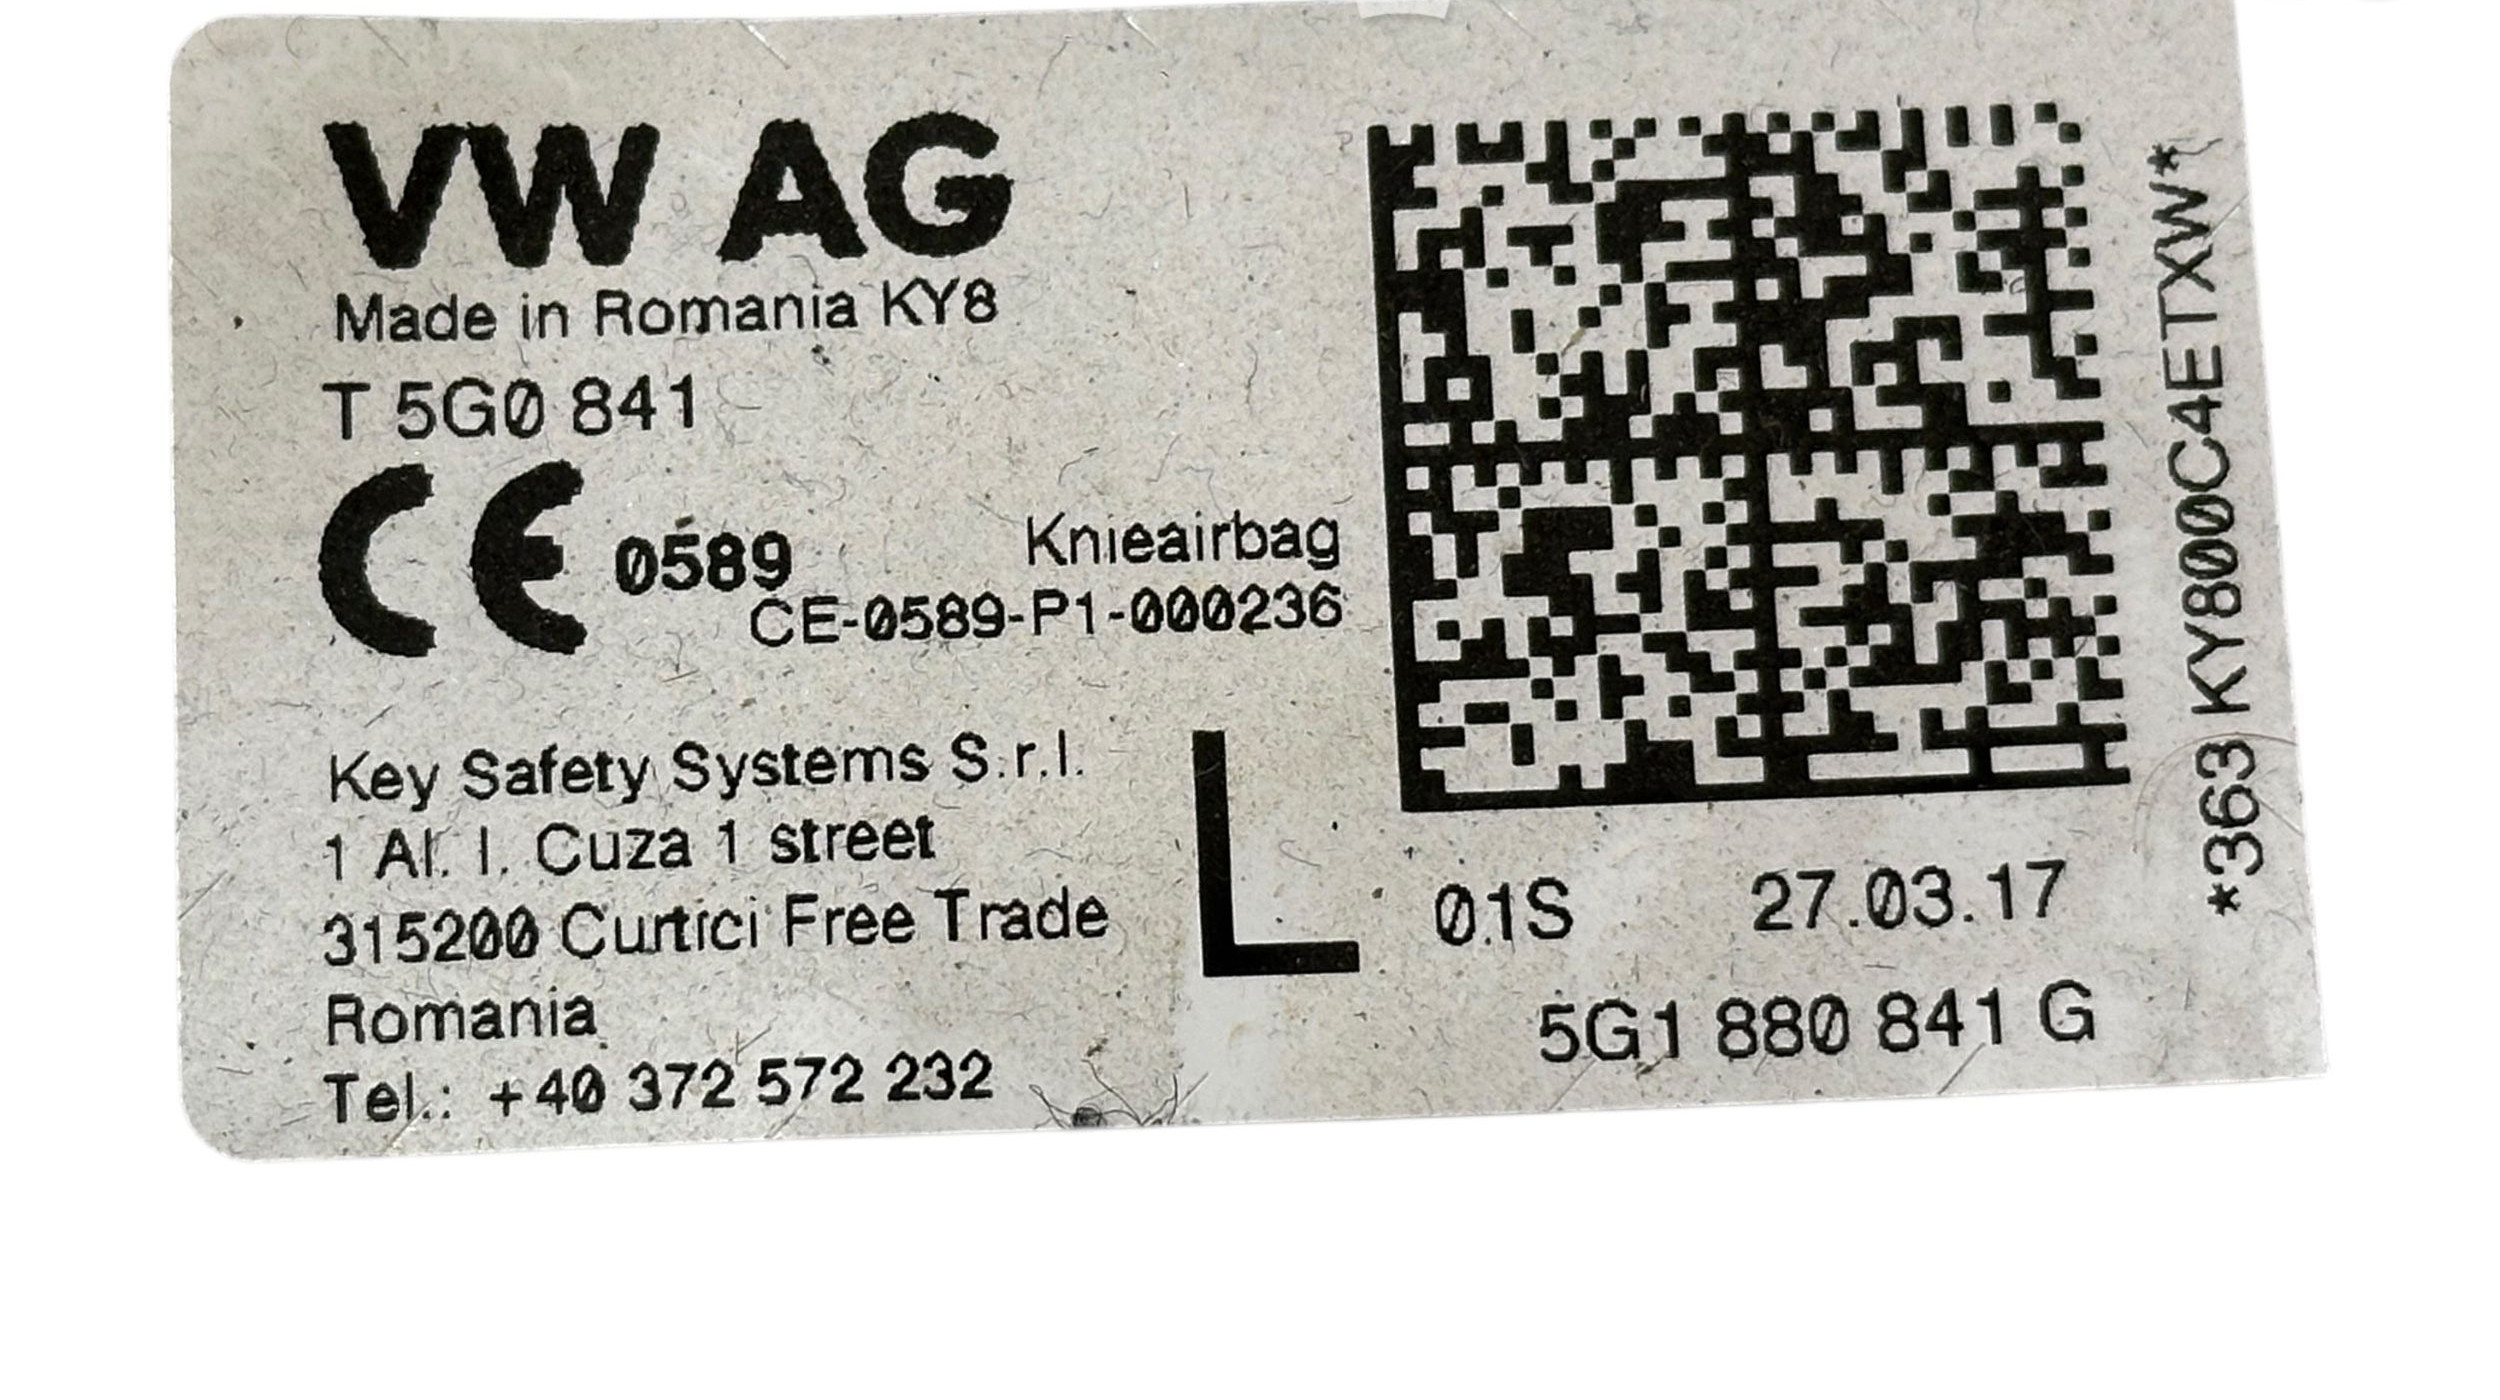 VW AG
Made in Romania KY8
T 5G0 841
CE 0589
Knieairbag
CE-0589-P1-000236
Key Safety Systems S.r.l.
1 Al. I. Cuza 1 street
315200 Curtici Free Trade
Romania
Tel.: +40 372 572 232
L
01S 27.03.17
5G1 880 841 G
*363 KY800C4ETXW*